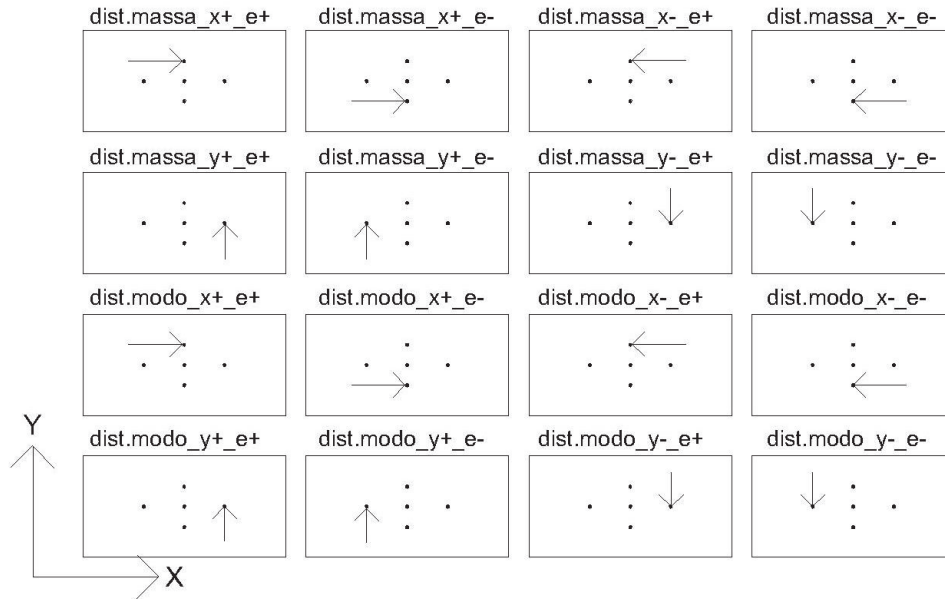 dist.massa_x+_e+ dist.massa_x+_e- dist.massa_x-_e+ dist.massa_x-_e-
dist.massa_y+_e+ dist.massa_y+_e- dist.massa_y-_e+ dist.massa_y-_e-
dist.modo_x+_e+ dist.modo_x+_e- dist.modo_x-_e+ dist.modo_x-_e-
Y
dist.modo_y+_e+ dist.modo_y+_e- dist.modo_y-_e+ dist.modo_y-_e-
X